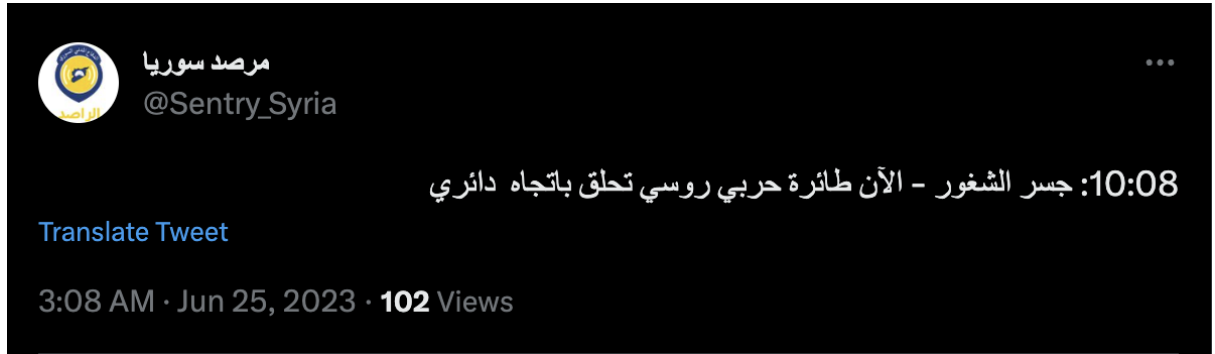 مرصد سوريا
@Sentry_Syria
الراصد
10:08: جسر الشغور - الآن طائرة حربي روسي تحلق باتجاه دائري
Translate Tweet
3:08 AM · Jun 25, 2023 · 102 Views